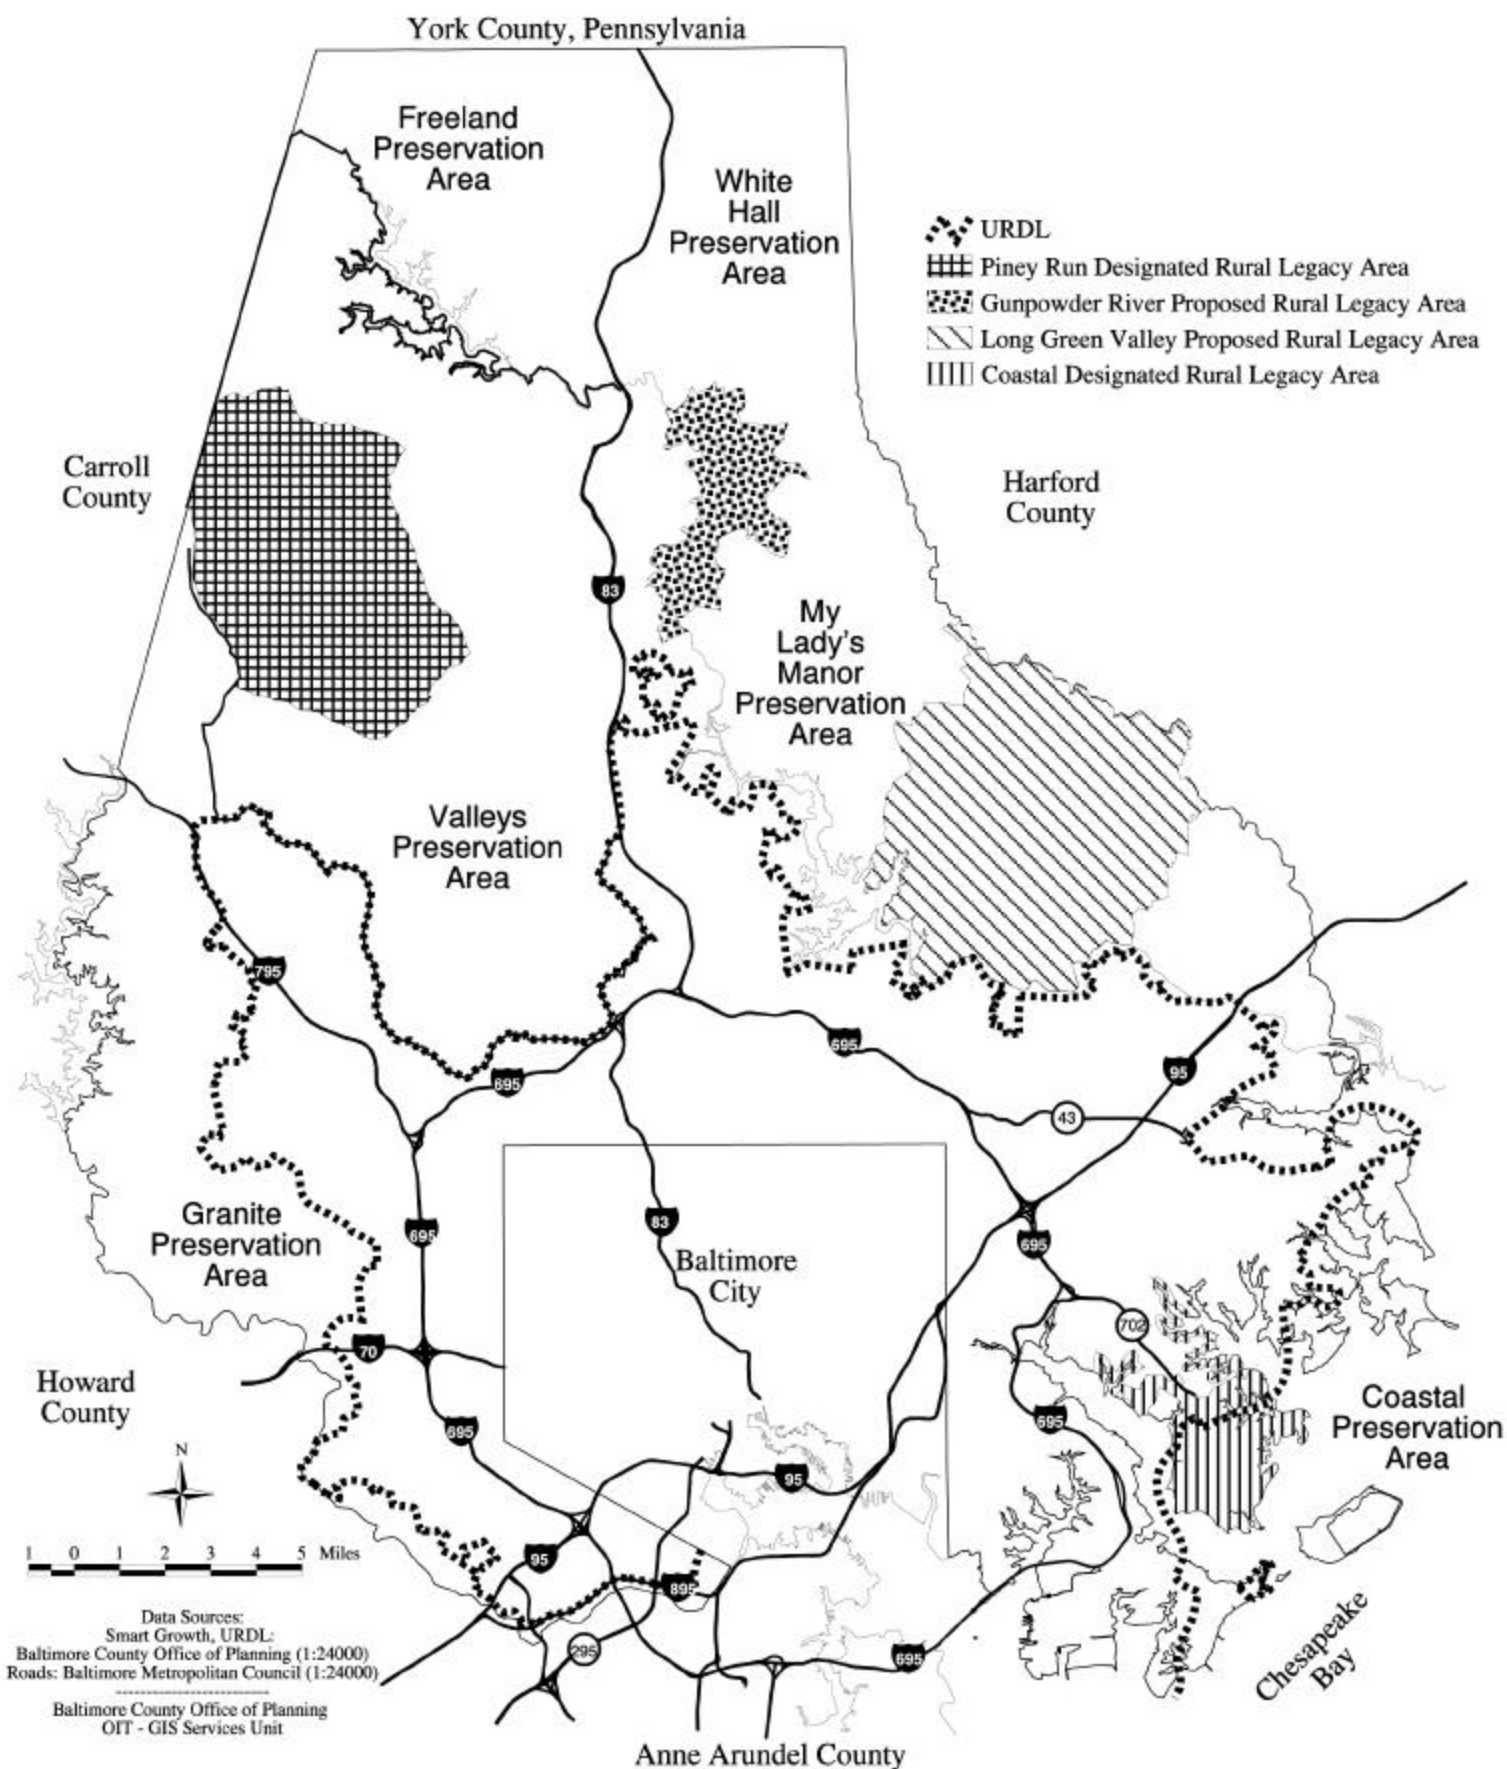 York County, Pennsylvania
Freeland
Preservation
Area
White
Hall
Preservation
Area
URDL
Piney Run Designated Rural Legacy Area
Gunpowder River Proposed Rural Legacy Area
Long Green Valley Proposed Rural Legacy Area
Coastal Designated Rural Legacy Area
Carroll
County
Harford
County
83
My
Lady's
Manor
Preservation
Area
Valleys
Preservation
Area
795
695
695
95
43
Granite
Preservation
Area
695
83
695
Baltimore
City
702
70
Howard
County
Coastal
Preservation
Area
695
695
N
95
1 0 1 2 3 4 5 Miles
95
895
Data Sources:
Smart Growth, URDL:
Baltimore County Office of Planning (1:24000)
Roads: Baltimore Metropolitan Council (1:24000)
--------------------------
Baltimore County Office of Planning
OIT - GIS Services Unit
295
695
Chesapeake
Bay
Anne Arundel County